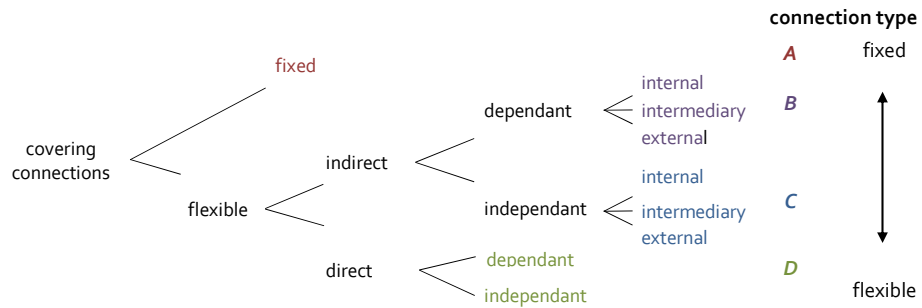 connection type
A fixed
fixed
internal
B
dependant
intermediary
external
covering
connections
indirect
internal
flexible
independant
intermediary
C
external
direct
dependant
D
independant
flexible